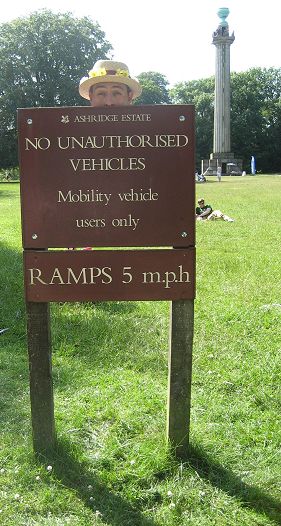 ASHRIDGE ESTATE
NO UNAUTHORISED
VEHICLES
Mobility vehicle
users only
RAMPS 5 m.p.h